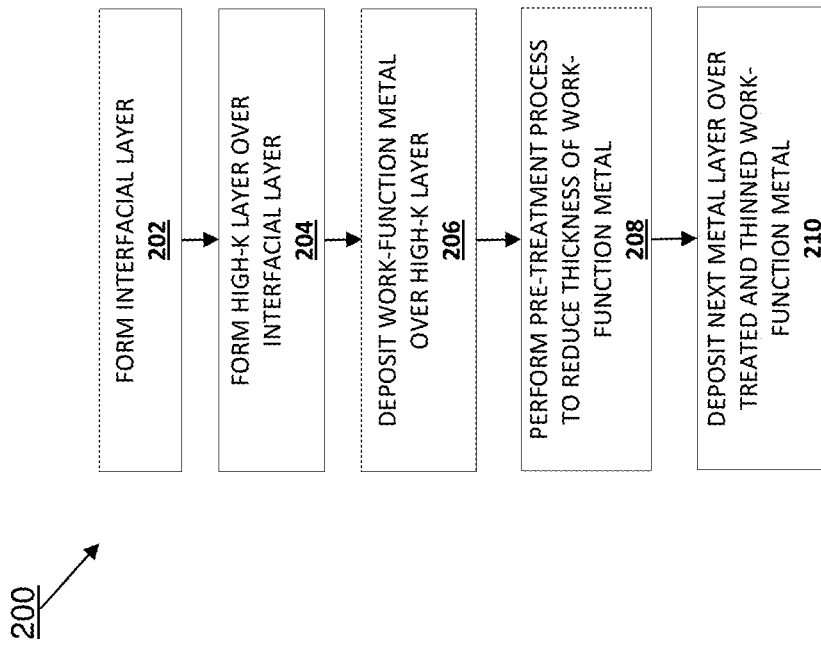 200
FORM INTERFACIAL LAYER
202
FORM HIGH-K LAYER OVER
INTERFACIAL LAYER
204
DEPOSIT WORK-FUNCTION METAL
OVER HIGH-K LAYER
206
PERFORM PRE-TREATMENT PROCESS
TO REDUCE THICKNESS OF WORK-
FUNCTION METAL
208
DEPOSIT NEXT METAL LAYER OVER
TREATED AND THINNED WORK-
FUNCTION METAL
210